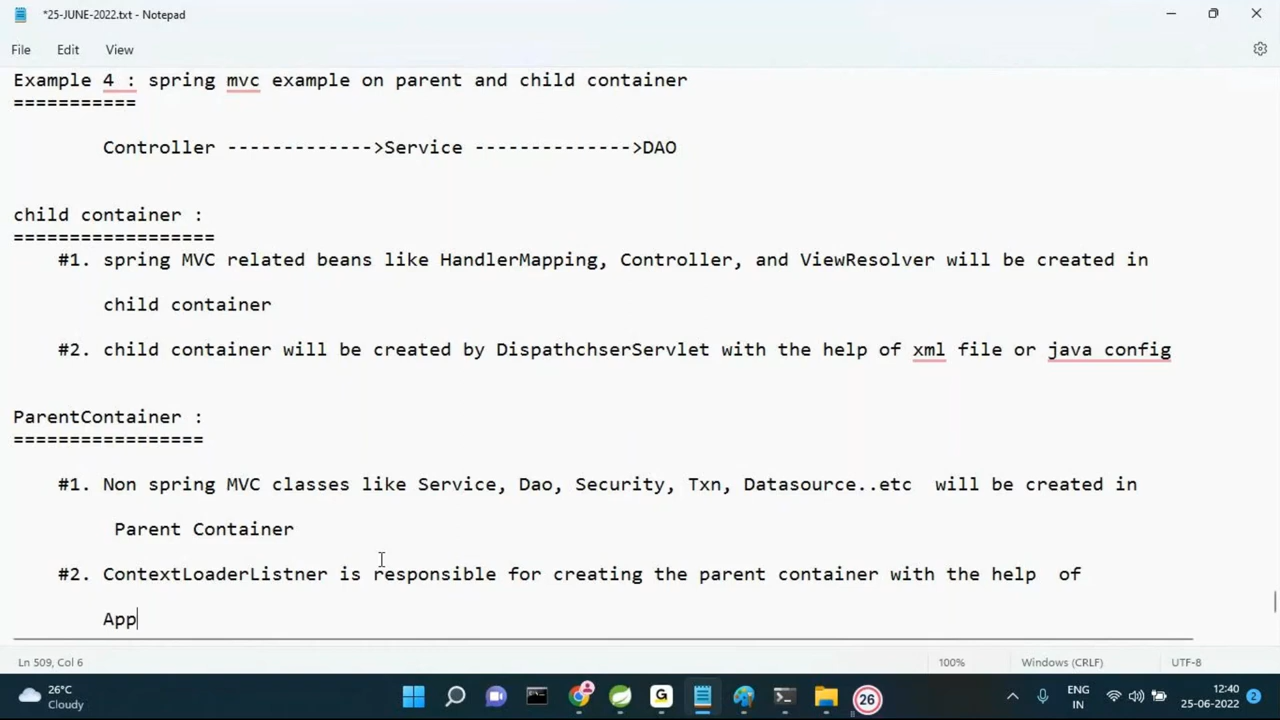 *25-JUNE-2022.txt - Notepad
File Edit View
Example 4 : spring mvc example on parent and child container
===========
Controller ------------->Service -------------->DAO
child container :
==================
#1. spring MVC related beans like HandlerMapping, Controller, and ViewResolver will be created in
child container
#2. child container will be created by DispathchserServlet with the help of xml file or java config
ParentContainer :
=================
#1. Non spring MVC classes like Service, Dao, Security, Txn, Datasource..etc  will be created in
Parent Container
#2. ContextLoaderListner is responsible for creating the parent container with the help  of
App
Ln 509, Col 6 100% Windows (CRLF) UTF-8
26°C
Cloudy
G
26
ENG
IN
12:40
25-06-2022
2